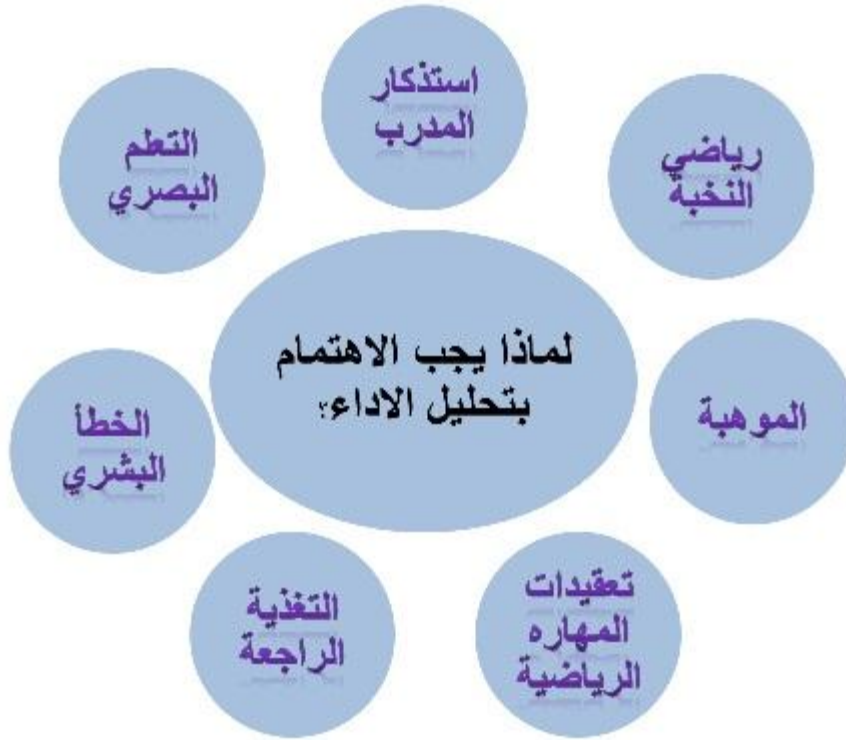 استذكار
المدرب
رياضي
النخبة
الموهبة
تعقيدات
المهاره
الرياضية
التغذية
الراجعة
الخطأ
البشري
التعلم
البصري
لماذا يجب الاهتمام
بتحليل الاداء؟